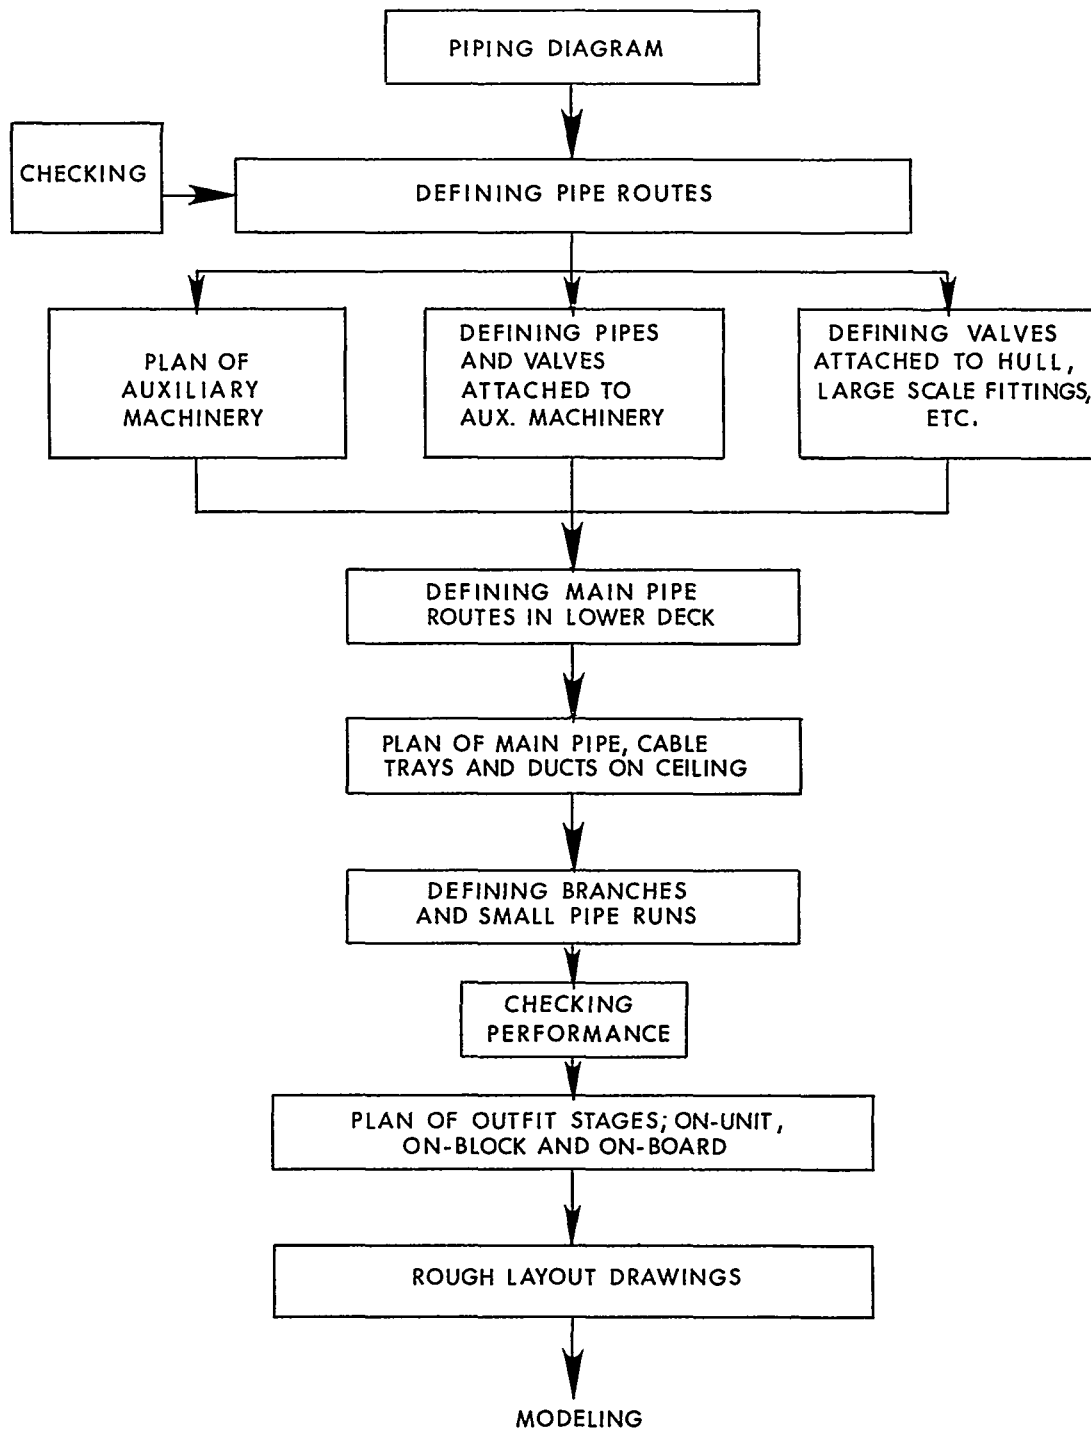 PIPING DIAGRAM
CHECKING
DEFINING PIPE ROUTES
PLAN OF
AUXILIARY
MACHINERY
DEFINING PIPES
AND VALVES
ATTACHED TO
AUX. MACHINERY
DEFINING VALVES
ATTACHED TO HULL,
LARGE SCALE FITTINGS,
ETC.
DEFINING MAIN PIPE
ROUTES IN LOWER DECK
PLAN OF MAIN PIPE, CABLE
TRAYS AND DUCTS ON CEILING
DEFINING BRANCHES
AND SMALL PIPE RUNS
CHECKING
PERFORMANCE
PLAN OF OUTFIT STAGES; ON-UNIT,
ON-BLOCK AND ON-BOARD
ROUGH LAYOUT DRAWINGS
MODELING